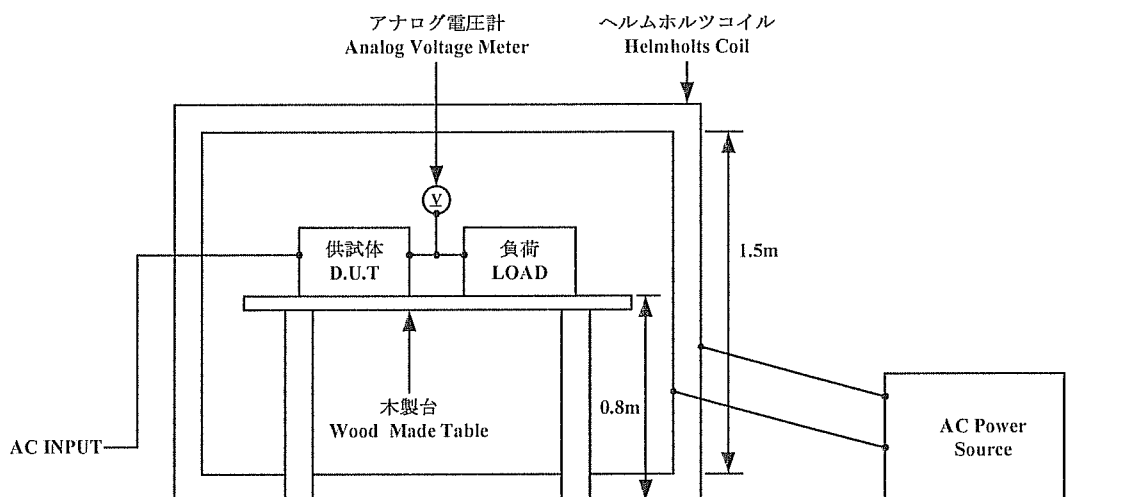 アナログ電圧計
Analog Voltage Meter
ヘルムホルツコイル
Helmholts Coil
V
供試体
D.U.T
負荷
LOAD
1.5m
木製台
Wood Made Table
0.8m
AC INPUT
AC Power
Source